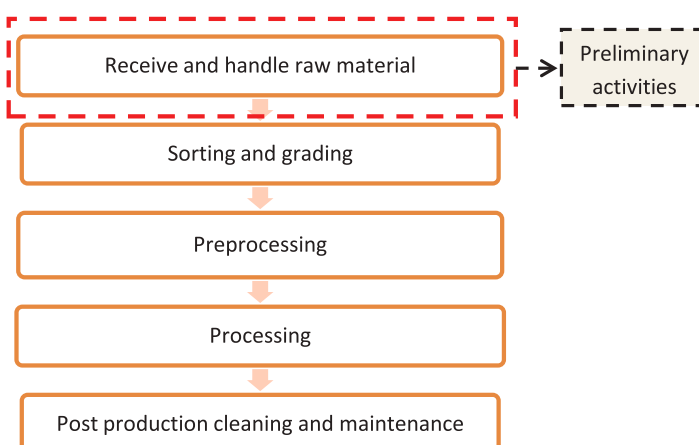 Receive and handle raw material
Preliminary
activities
Sorting and grading
Preprocessing
Processing
Post production cleaning and maintenance